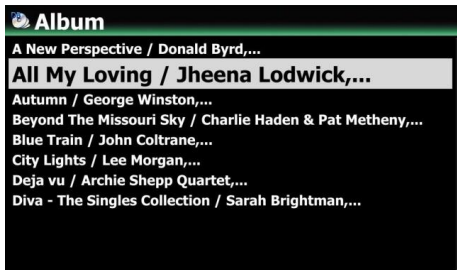 Album
A New Perspective / Donald Byrd,...
All My Loving / Jheena Lodwick,...
Autumn / George Winston,...
Beyond The Missouri Sky / Charlie Haden & Pat Metheny,...
Blue Train / John Coltrane,...
City Lights / Lee Morgan,...
Deja vu / Archie Shepp Quartet,...
Diva - The Singles Collection / Sarah Brightman,...